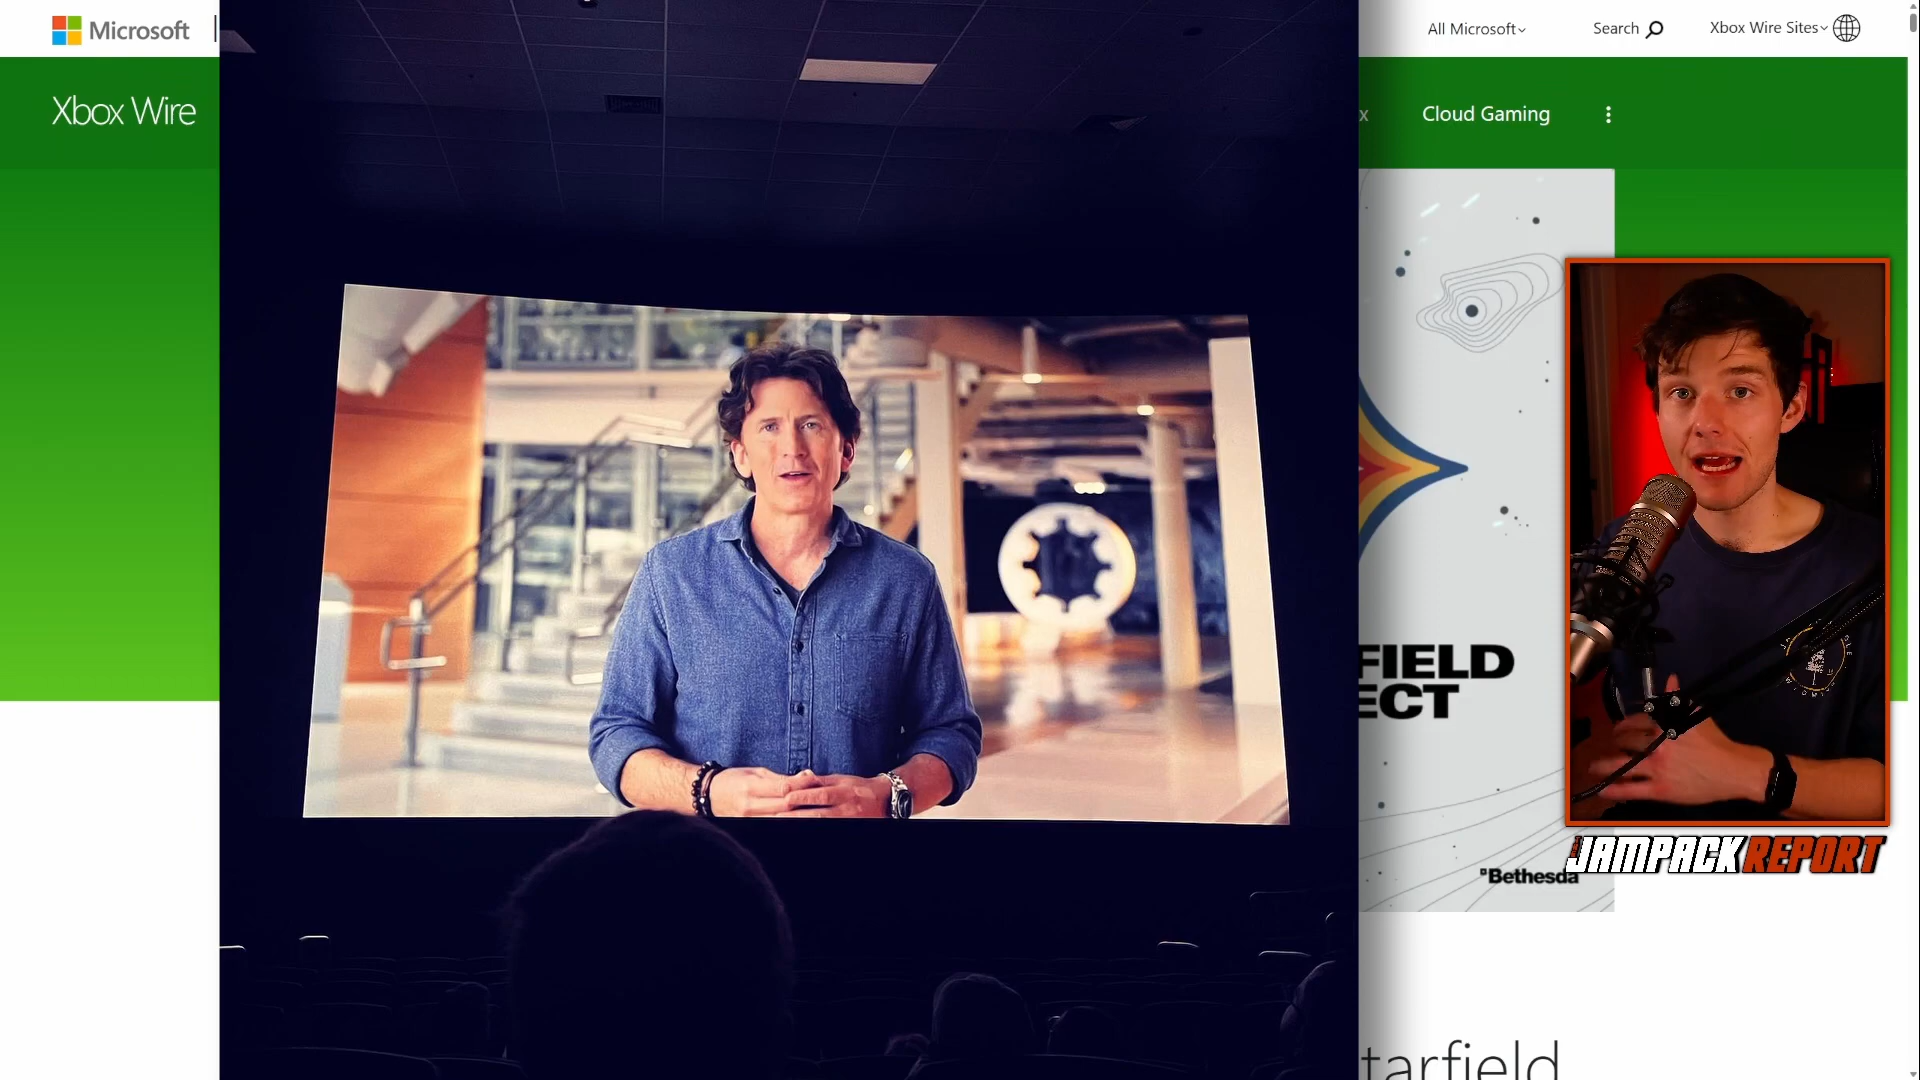 Microsoft
All Microsoft
Search
Xbox Wire Sites
Xbox Wire
x
Cloud Gaming
FIELD
ECT
Bethesda
JAMPACK REPORT
tarfield